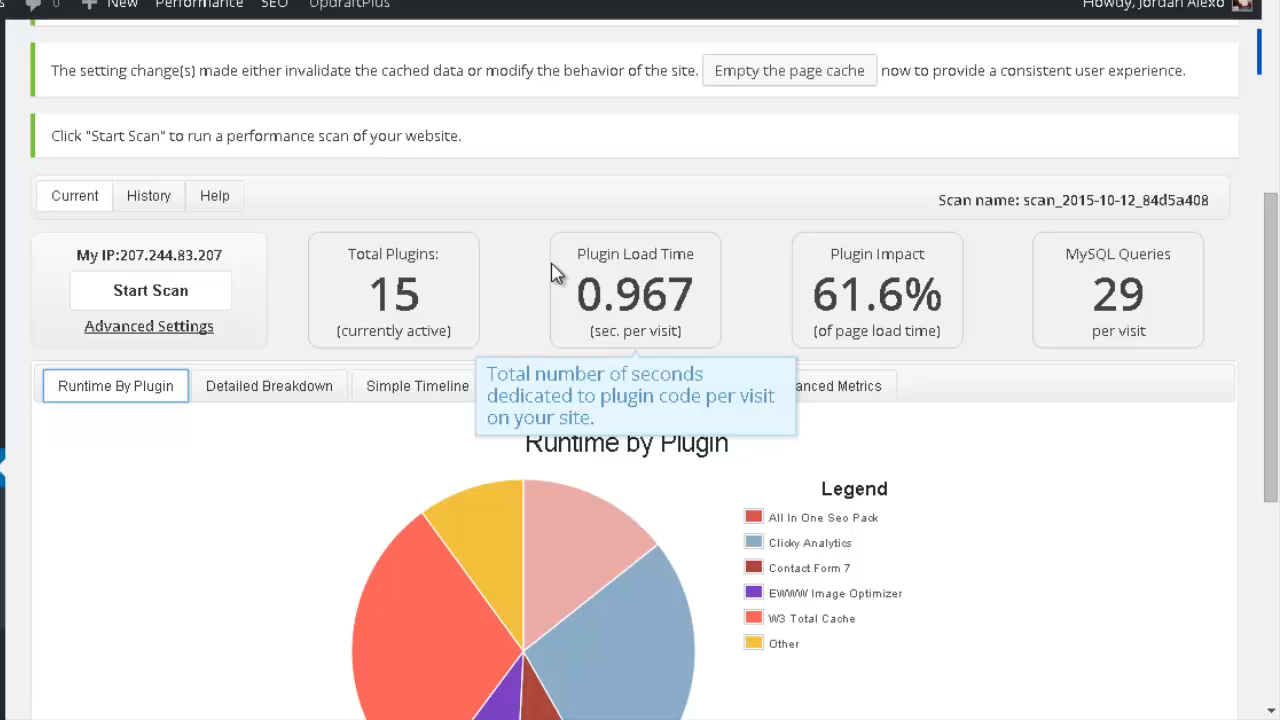 0 New Performance SEO UpdraftPlus Howdy, Jordan Alexo
The setting change(s) made either invalidate the cached data or modify the behavior of the site. Empty the page cache now to provide a consistent user experience.
Click "Start Scan" to run a performance scan of your website.
Current History Help
Scan name: scan_2015-10-12_84d5a408
My IP:207.244.83.207
Start Scan
Advanced Settings
Total Plugins:
15
(currently active)
Plugin Load Time
0.967
(sec. per visit)
Plugin Impact
61.6%
(of page load time)
MySQL Queries
29
per visit
Runtime By Plugin Detailed Breakdown Simple Timeline anced Metrics
Total number of seconds
dedicated to plugin code per visit
on your site.
Runtime by Plugin
Legend
All In One Seo Pack
Clicky Analytics
Contact Form 7
EWWW Image Optimizer
W3 Total Cache
Other